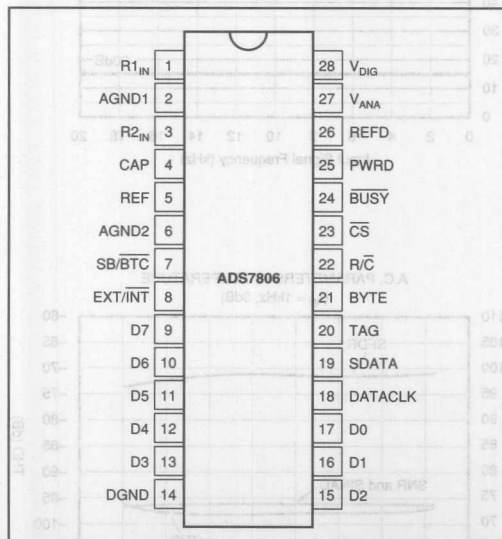 R1IN 1 28 VDIG
AGND1 2 27 VANA
R2IN 3 26 REFD
CAP 4 25 PWRD
REF 5 24 BUSY
AGND2 6 23 CS
SB/BTC 7 22 R/C
ADS7806
EXT/INT 8 21 BYTE
D7 9 20 TAG
D6 10 19 SDATA
D5 11 18 DATACLK
D4 12 17 D0
D3 13 16 D1
DGND 14 15 D2